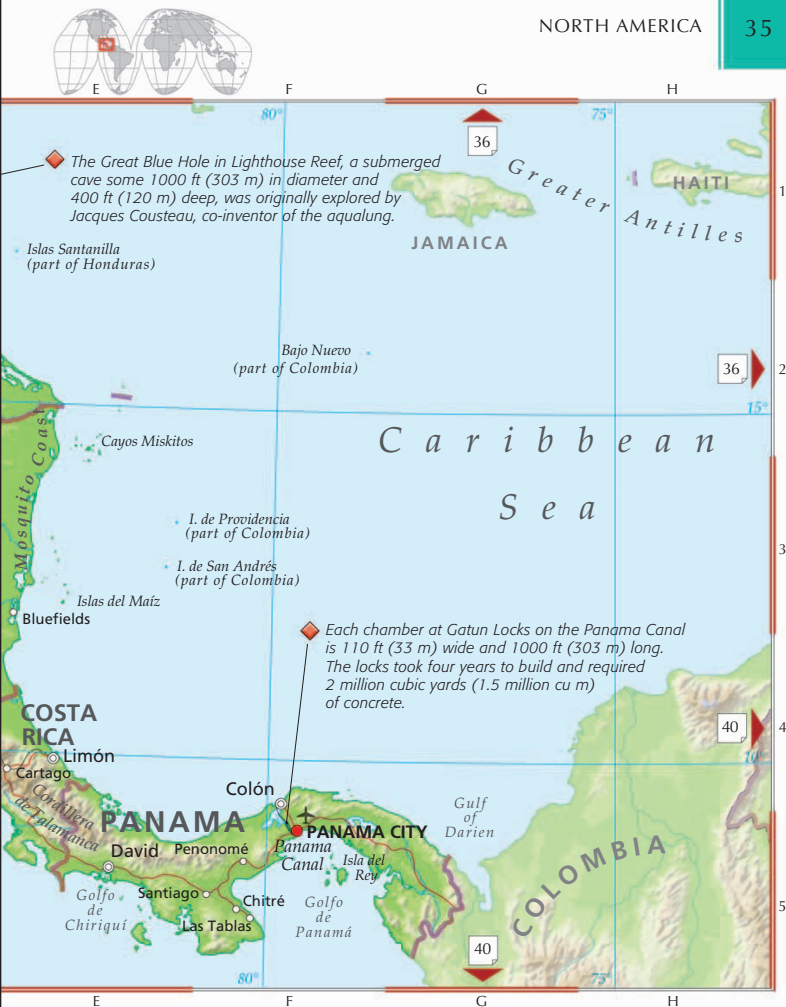 NORTH AMERICA 35
E F G H
80° 75°
36
The Great Blue Hole in Lighthouse Reef, a submerged
cave some 1000 ft (303 m) in diameter and
400 ft (120 m) deep, was originally explored by
Jacques Cousteau, co-inventor of the aqualung.
Greater Antilles
HAITI
1
JAMAICA
Islas Santanilla
(part of Honduras)
Bajo Nuevo
(part of Colombia)
36
2
15°
Caribbean
Sea
Mosquito Coast
Cayos Miskitos
I. de Providencia
(part of Colombia)
3
I. de San Andrés
(part of Colombia)
Islas del Maíz
Bluefields
Each chamber at Gatun Locks on the Panama Canal
is 110 ft (33 m) wide and 1000 ft (303 m) long.
The locks took four years to build and required
2 million cubic yards (1.5 million cu m)
of concrete.
COSTA
RICA
40
4
10°
Limón
Cartago
Cordillera
de Talamanca
PANAMA
Colón
PANAMA CITY
Panama
Canal
Gulf
of
Darien
David
Penonomé
Isla del
Rey
COLOMBIA
Golfo
de
Chiriquí
Santiago
Chitré
Las Tablas
Golfo
de
Panamá
5
40
80° 75°
E F G H